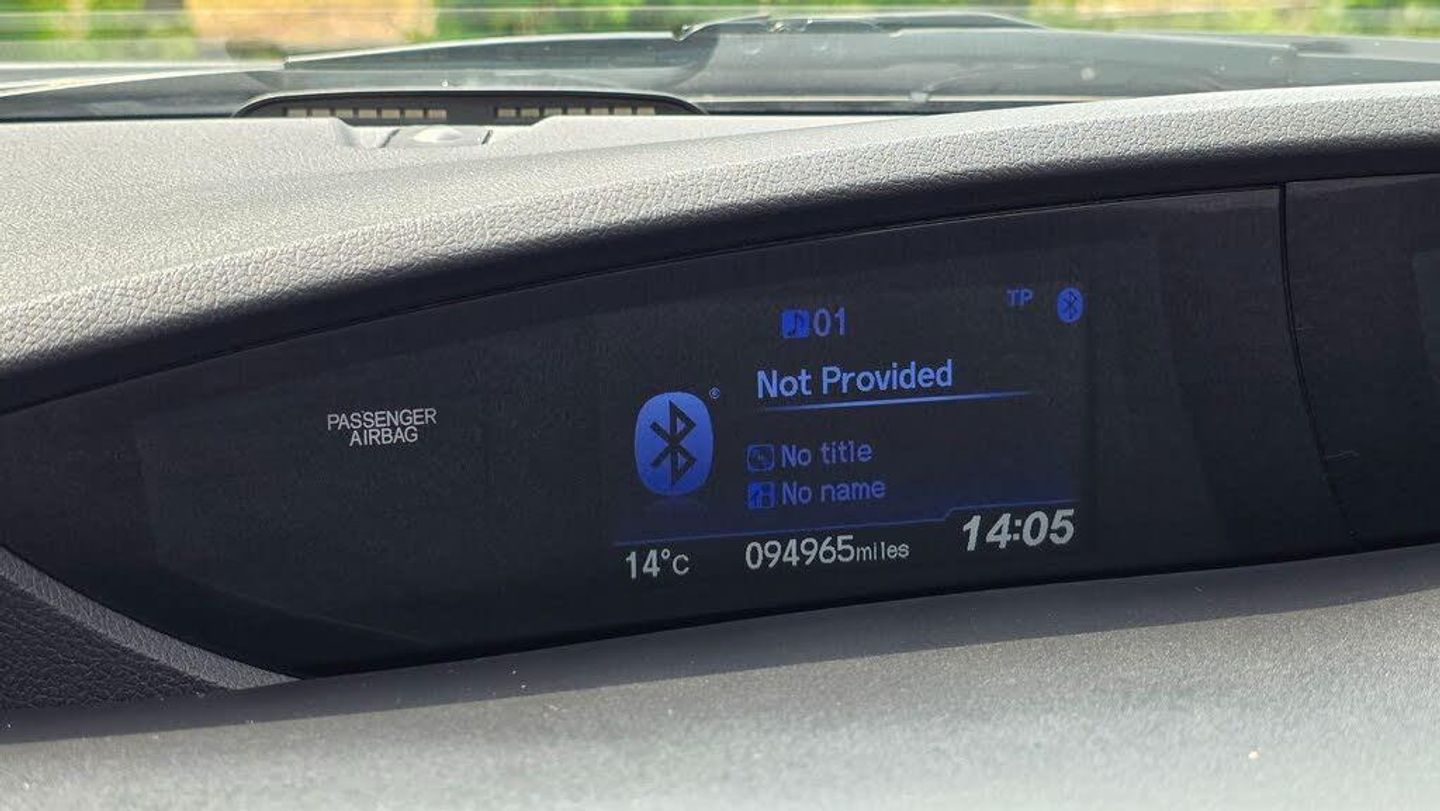 01
TP
Not Provided
PASSENGER
AIRBAG
®
No title
No name
14°C
094965miles
14:05